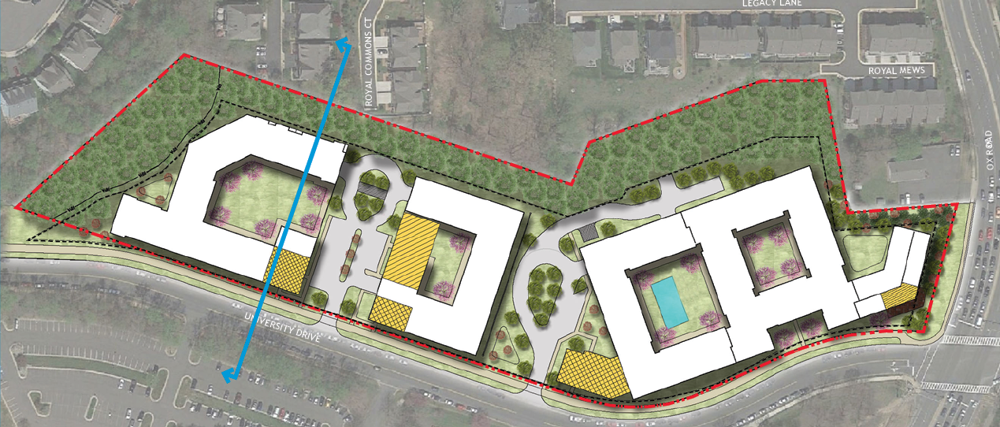 LEGACY LANE
ROYAL COMMONS CT
ROYAL MEWS
OX ROAD
UNIVERSITY DRIVE